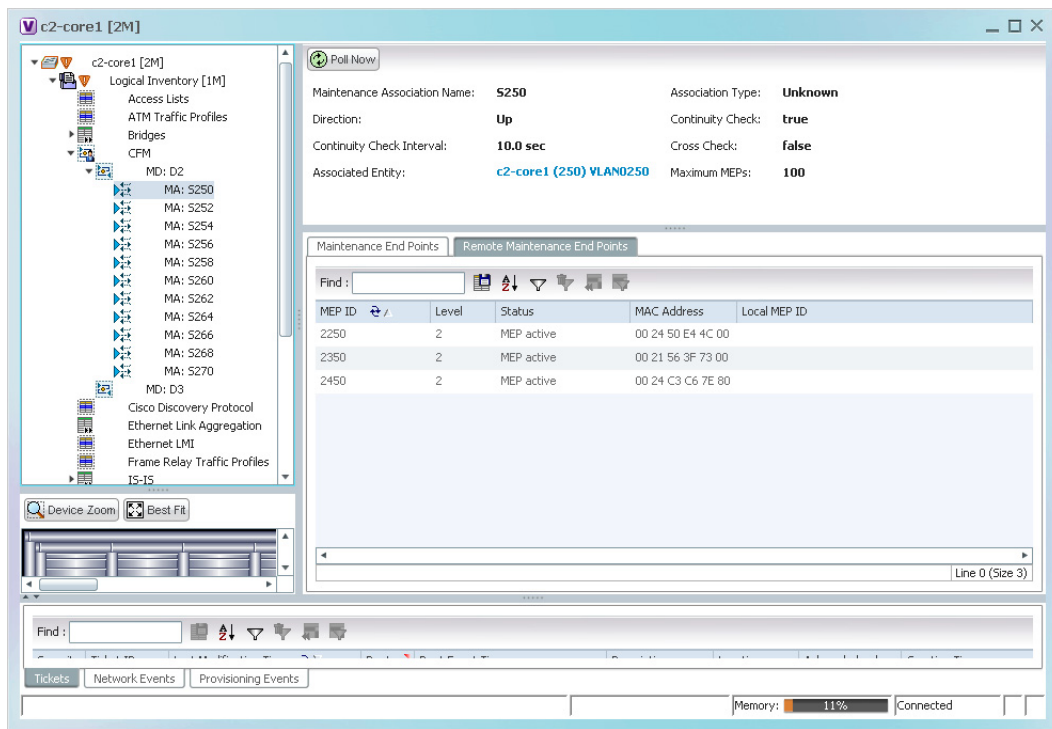 c2-core1 [2M]
c2-core1 [2M]
Logical Inventory [1M]
Access Lists
ATM Traffic Profiles
Bridges
CFM
MD: D2
MA: S250
MA: S252
MA: S254
MA: S256
MA: S258
MA: S260
MA: S262
MA: S264
MA: S266
MA: S268
MA: S270
MD: D3
Cisco Discovery Protocol
Ethernet Link Aggregation
Ethernet LMI
Frame Relay Traffic Profiles
IS-IS
Device Zoom Best Fit
Poll Now
Maintenance Association Name: S250 Association Type: Unknown
Direction: Up Continuity Check: true
Continuity Check Interval: 10.0 sec Cross Check: false
Associated Entity: c2-core1 (250) VLAN0250 Maximum MEPs: 100
Maintenance End Points Remote Maintenance End Points
Find :
MEP ID Level Status MAC Address Local MEP ID
2250 2 MEP active 00 24 50 E4 4C 00
2350 2 MEP active 00 21 56 3F 73 00
2450 2 MEP active 00 24 C3 C6 7E 80
Line 0 (Size 3)
Find :
Tickets Network Events Provisioning Events
Memory: 11% Connected